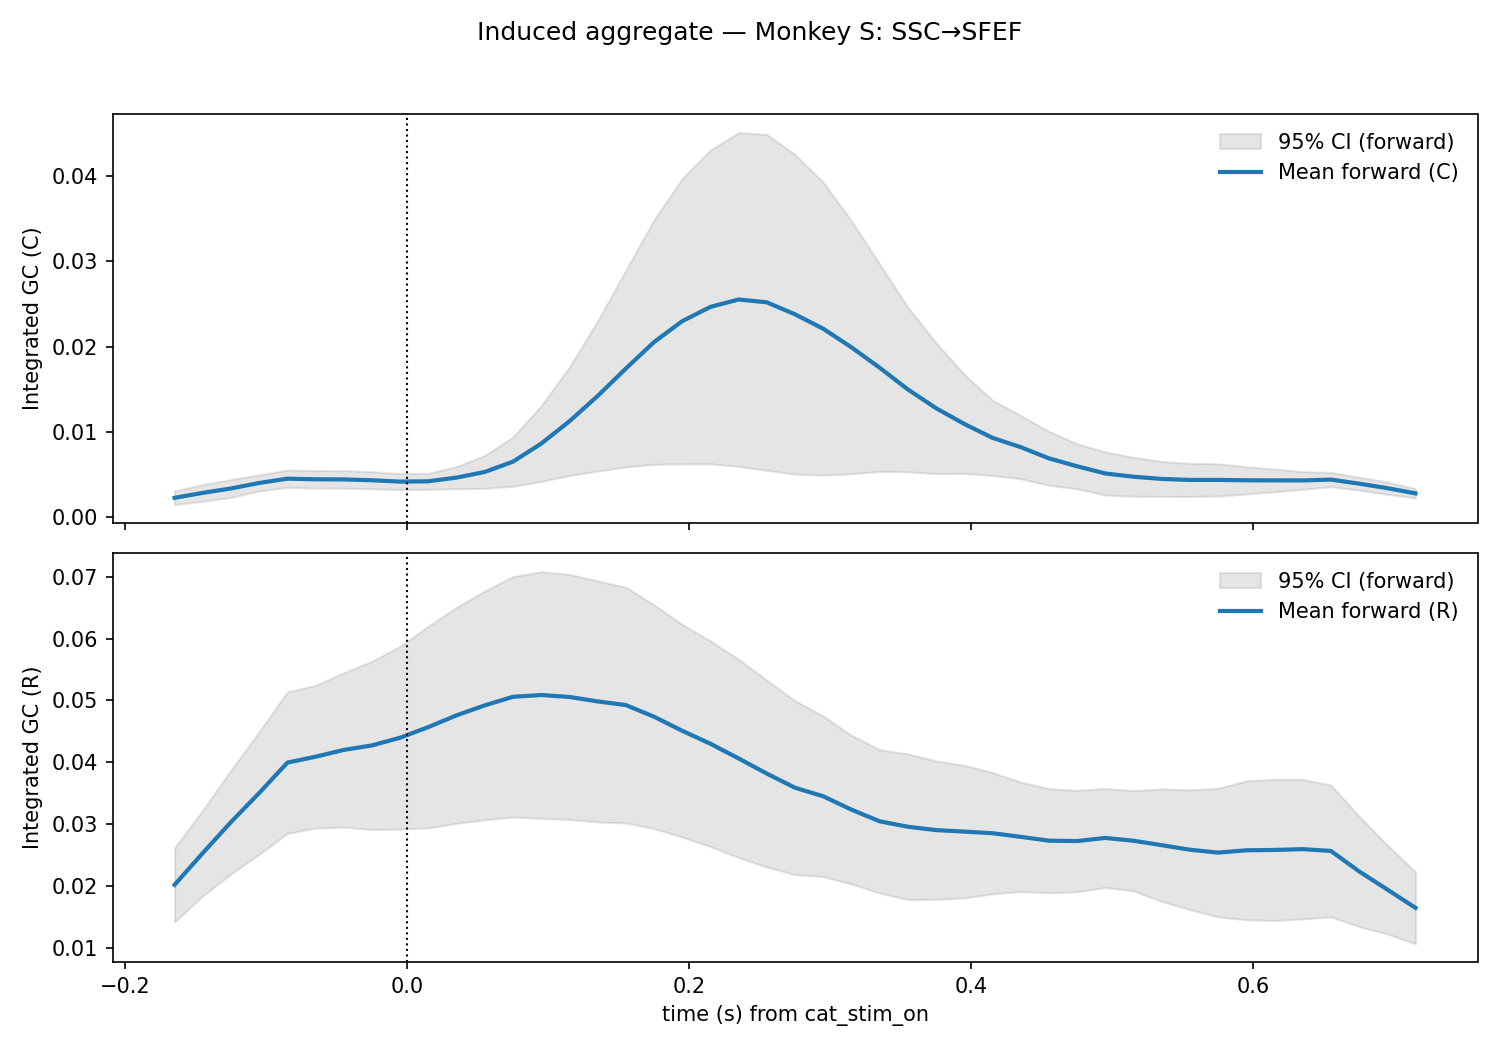 Induced aggregate — Monkey S: SSC→SFEF
95% CI (forward)
Mean forward (C)
Integrated GC (C)
0.04
0.03
0.02
0.01
0.00
95% CI (forward)
Mean forward (R)
Integrated GC (R)
0.07
0.06
0.05
0.04
0.03
0.02
0.01
−0.2 0.0 0.2 0.4 0.6
time (s) from cat_stim_on